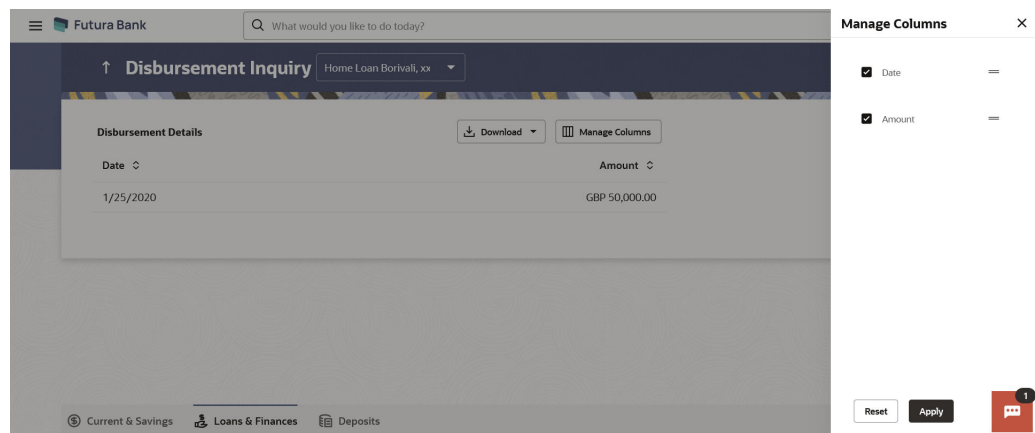 Futura Bank
What would you like to do today?
Manage Columns
Disbursement Inquiry
Home Loan Borivali, xx
Date
Amount
Disbursement Details
Download
Manage Columns
Date
Amount
1/25/2020
GBP 50,000.00
Reset
Apply
1
Current & Savings
Loans & Finances
Deposits